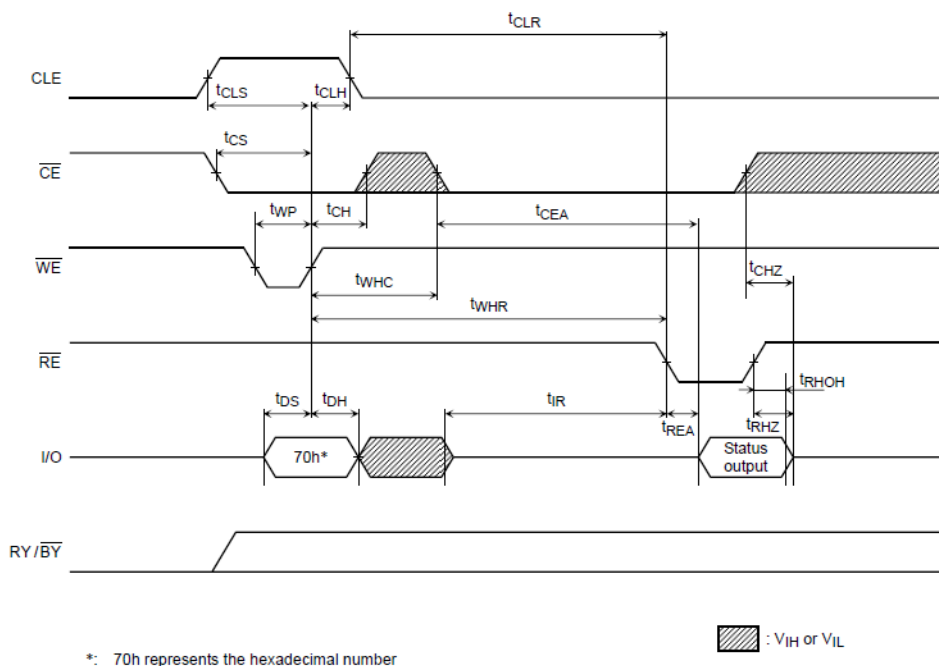 tCLR
CLE
tCLS tCLH
tCS
CE
tWP tCH tCEA
WE
tWHC tCHZ
tWHR
RE
tRHOH
tDS tDH tIR tREA tRHZ
I/O 70h* Status output
RY/BY
: VIH or VIL
*: 70h represents the hexadecimal number